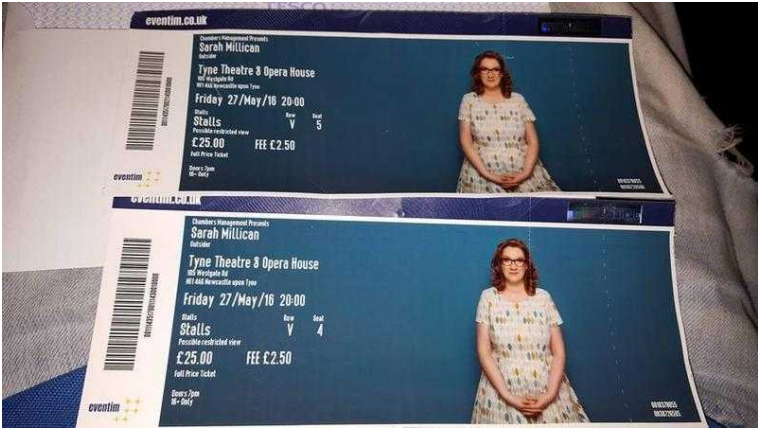 TESCO
eventim.co.uk
Chambers Management Presents
Sarah Millican
Outsider
Tyne Theatre & Opera House
105 Westgate Rd
NE1 4AG Newcastle upon Tyne
Friday 27/May/16 20:00
Stalls Row Seat
Stalls V 5
Possible restricted view
£25.00 FEE £2.50
Full Price Ticket
Doors 7pm
16+ Only
eventim
eventim.co.uk
Chambers Management Presents
Sarah Millican
Outsider
Tyne Theatre & Opera House
105 Westgate Rd
NE1 4AG Newcastle upon Tyne
Friday 27/May/16 20:00
Stalls Row Seat
Stalls V 4
Possible restricted view
£25.00 FEE £2.50
Full Price Ticket
Doors 7pm
16+ Only
eventim